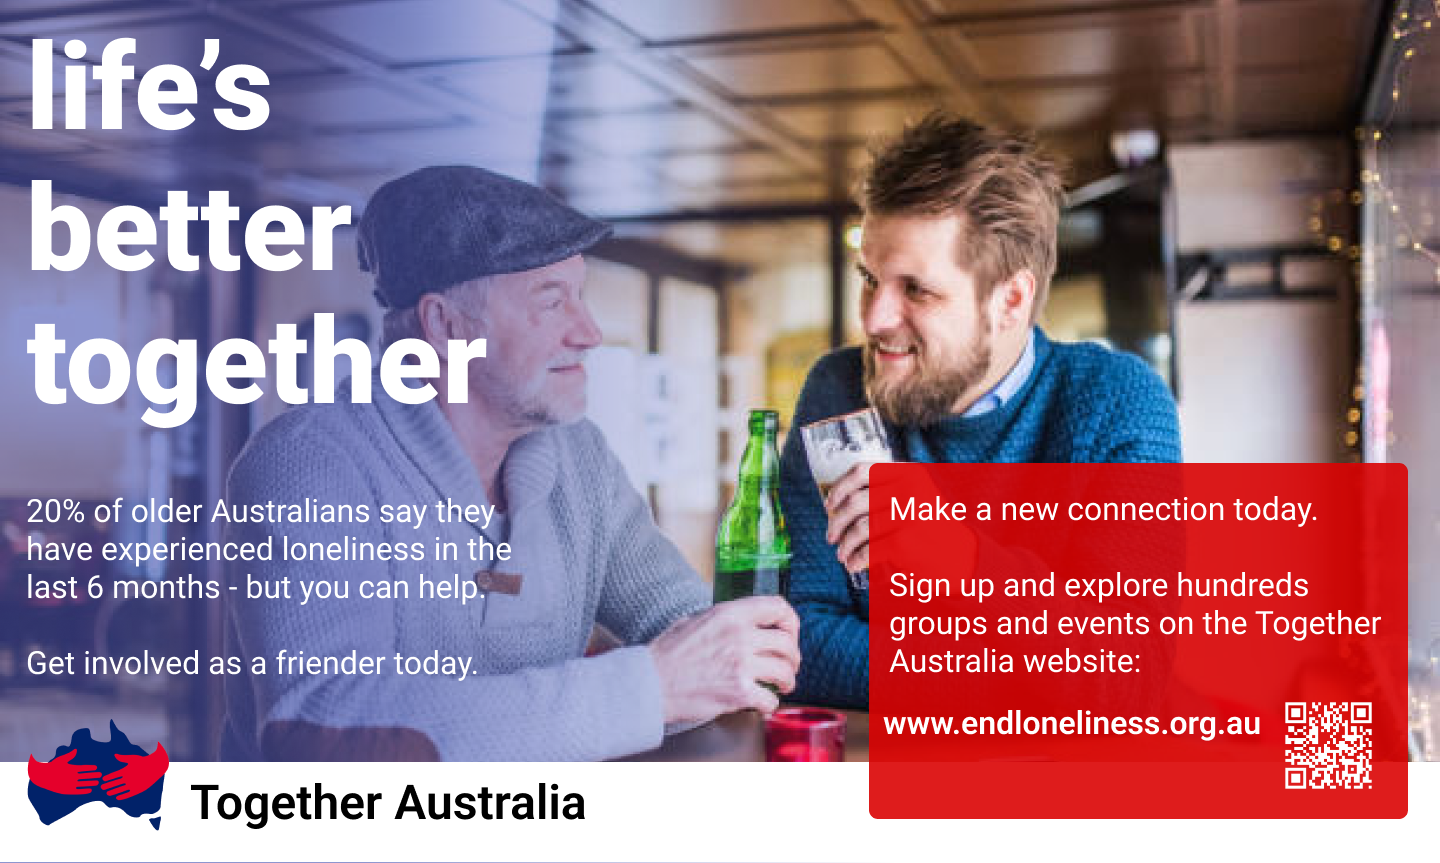 life’s
better
together
20% of older Australians say they
have experienced loneliness in the
last 6 months - but you can help.
Get involved as a friender today.
Make a new connection today.
Sign up and explore hundreds
groups and events on the Together
Australia website:
www.endloneliness.org.au
Together Australia